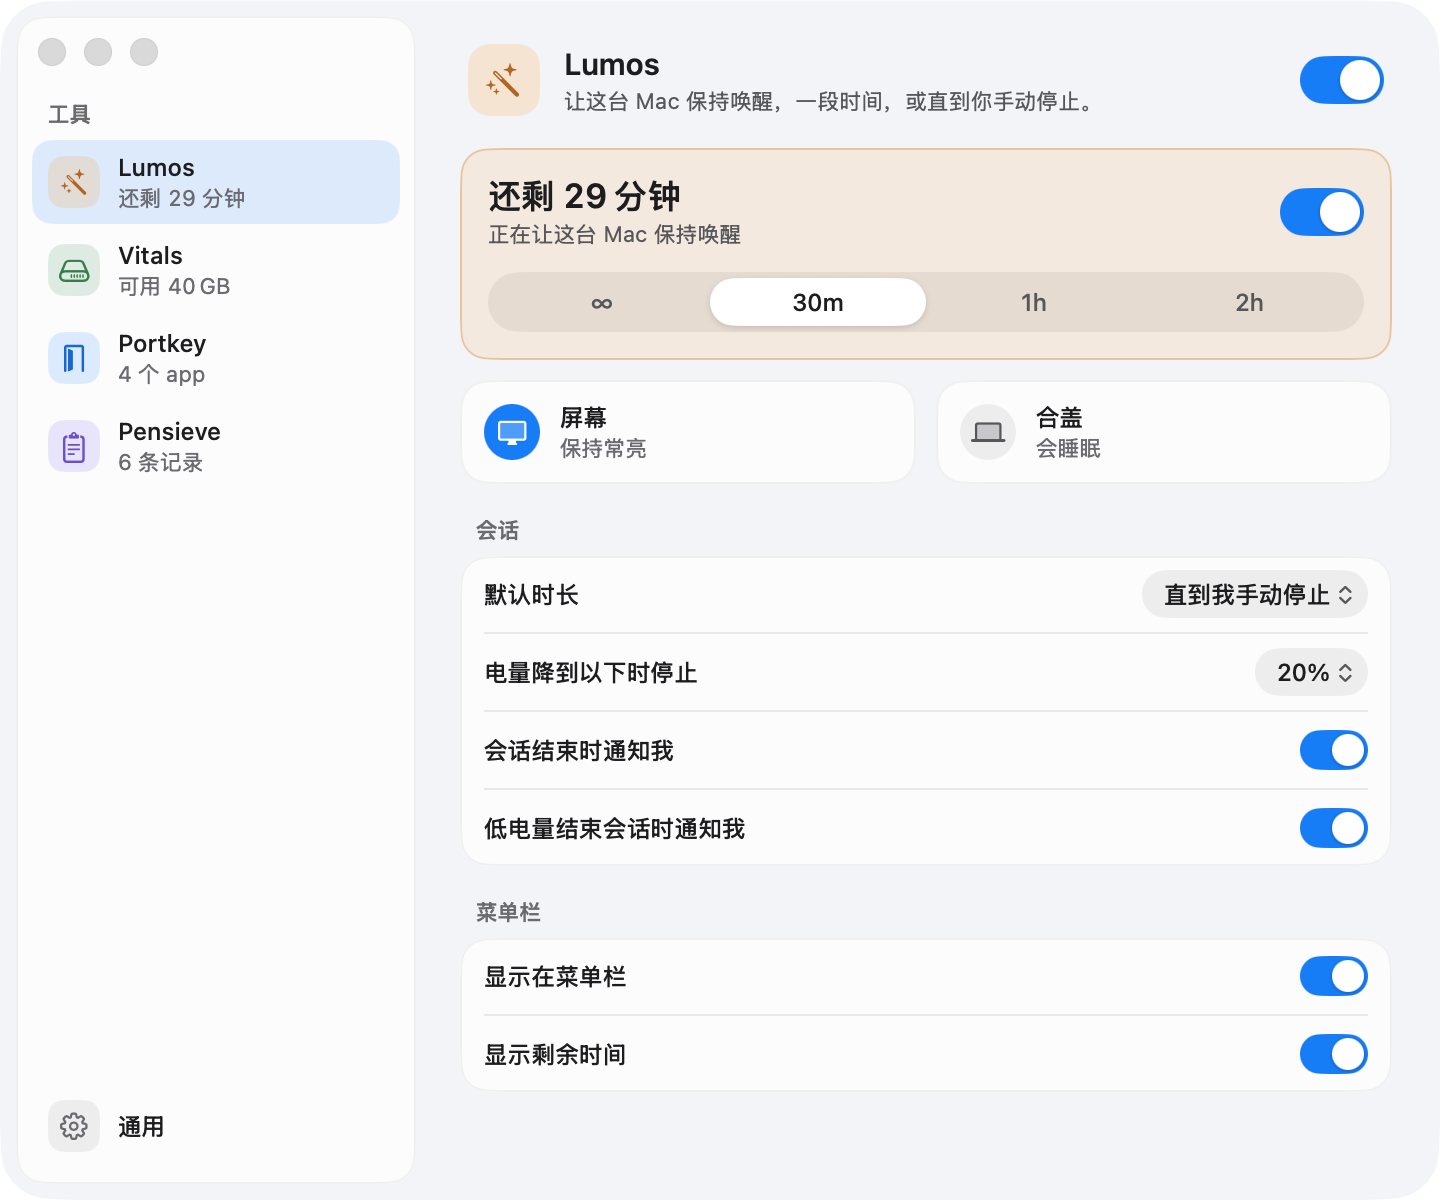 工具
Lumos
还剩 29 分钟
Vitals
可用 40 GB
Portkey
4 个 app
Pensieve
6 条记录
通用
Lumos
让这台 Mac 保持唤醒，一段时间，或直到你手动停止。
还剩 29 分钟
正在让这台 Mac 保持唤醒
∞ 30m 1h 2h
屏幕
保持常亮
合盖
会睡眠
会话
默认时长 直到我手动停止
电量降到以下时停止 20%
会话结束时通知我
低电量结束会话时通知我
菜单栏
显示在菜单栏
显示剩余时间